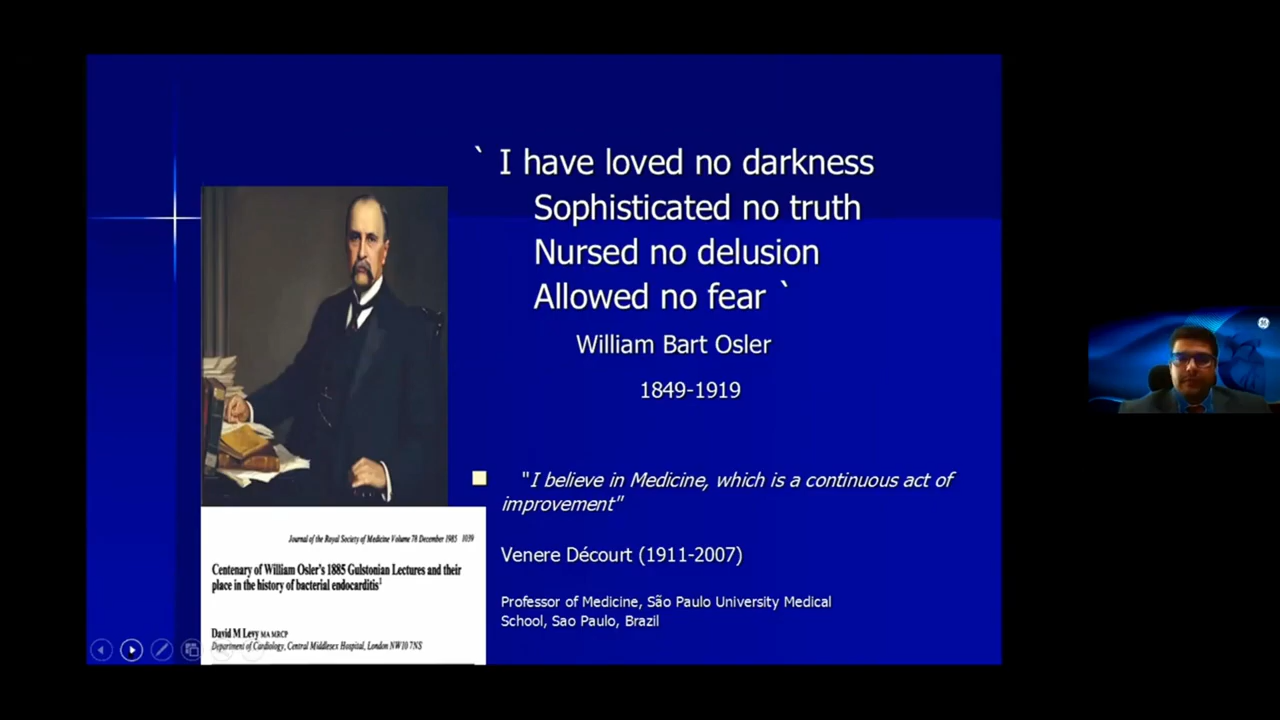 ` I have loved no darkness
Sophisticated no truth
Nursed no delusion
Allowed no fear `
William Bart Osler
1849-1919
"I believe in Medicine, which is a continuous act of
improvement"
Venere Décourt (1911-2007)
Professor of Medicine, São Paulo University Medical
School, Sao Paulo, Brazil
Journal of the Royal Society of Medicine Volume 78 December 1985 1039
Centenary of William Osler's 1885 Gulstonian Lectures and their
place in the history of bacterial endocarditis¹
David M Levy MA MRCP
Department of Cardiology, Central Middlesex Hospital, London NW10 7NS